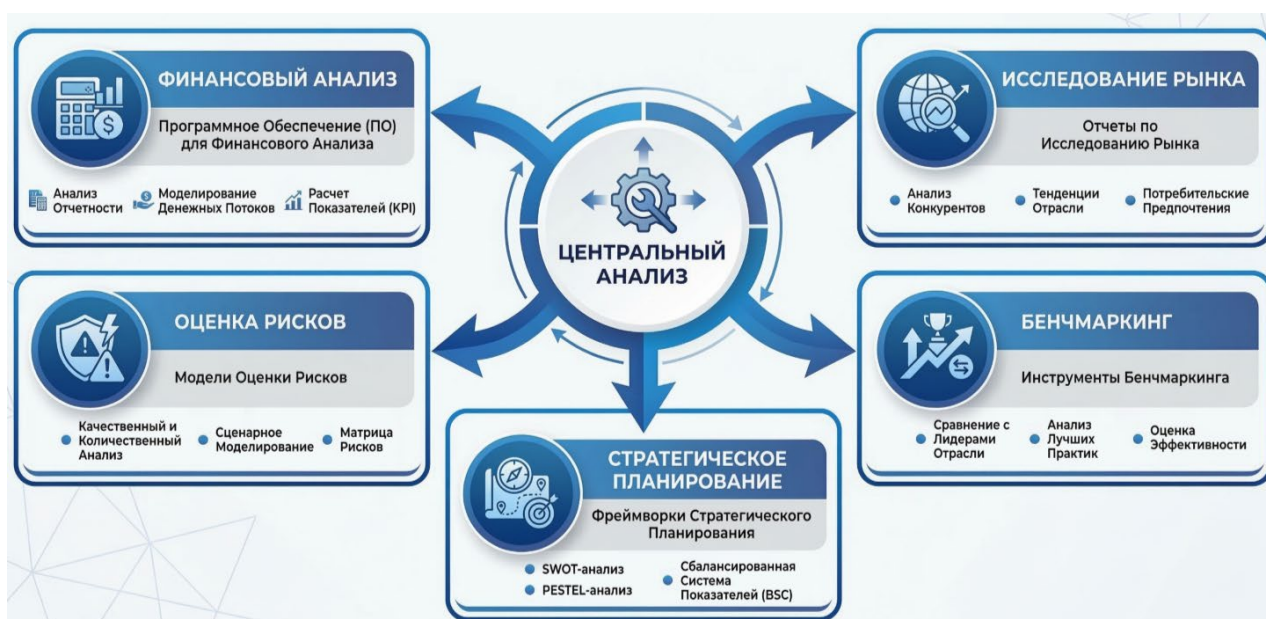 ФИНАНСОВЫЙ АНАЛИЗ
Программное Обеспечение (ПО)
для Финансового Анализа
Анализ
Отчетности
Моделирование
Денежных Потоков
Расчет
Показателей (KPI)
ИССЛЕДОВАНИЕ РЫНКА
Отчеты по
Исследованию Рынка
Анализ
Конкурентов
Тенденции
Отрасли
Потребительские
Предпочтения
ЦЕНТРАЛЬНЫЙ
АНАЛИЗ
ОЦЕНКА РИСКОВ
Модели Оценки Рисков
Качественный и
Количественный
Анализ
Сценарное
Моделирование
Матрица
Рисков
БЕНЧМАРКИНГ
Инструменты Бенчмаркинга
Сравнение с
Лидерами
Отрасли
Анализ
Лучших
Практик
Оценка
Эффективности
СТРАТЕГИЧЕСКОЕ
ПЛАНИРОВАНИЕ
Фреймворки Стратегического
Планирования
SWOT-анализ
PESTEL-анализ
Сбалансированная
Система
Показателей (BSC)